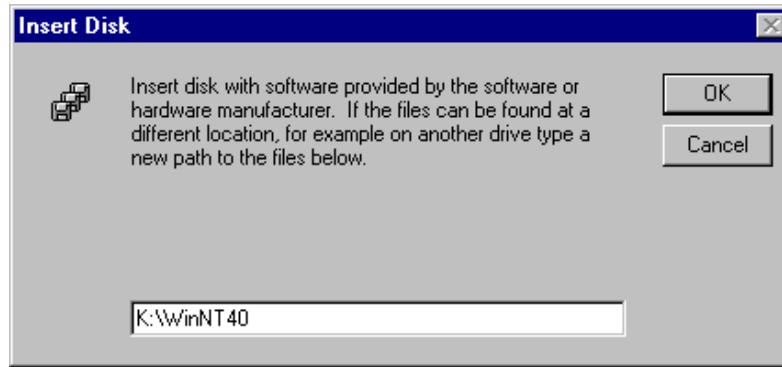 Insert Disk
Insert disk with software provided by the software or
hardware manufacturer.  If the files can be found at a
different location, for example on another drive type a
new path to the files below.
OK
Cancel
K:\WinNT40